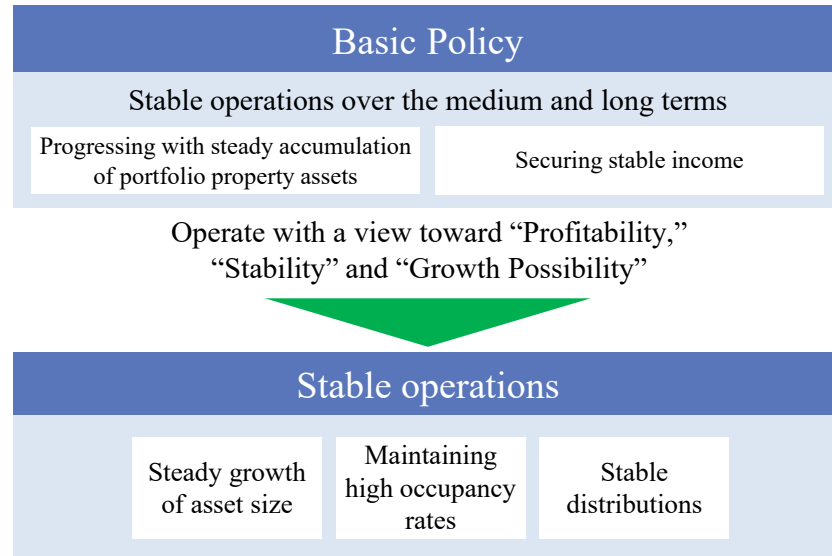 Basic Policy
Stable operations over the medium and long terms
Progressing with steady accumulation
of portfolio property assets
Securing stable income
Operate with a view toward “Profitability,”
“Stability” and “Growth Possibility”
Stable operations
Steady growth
of asset size
Maintaining
high occupancy
rates
Stable
distributions